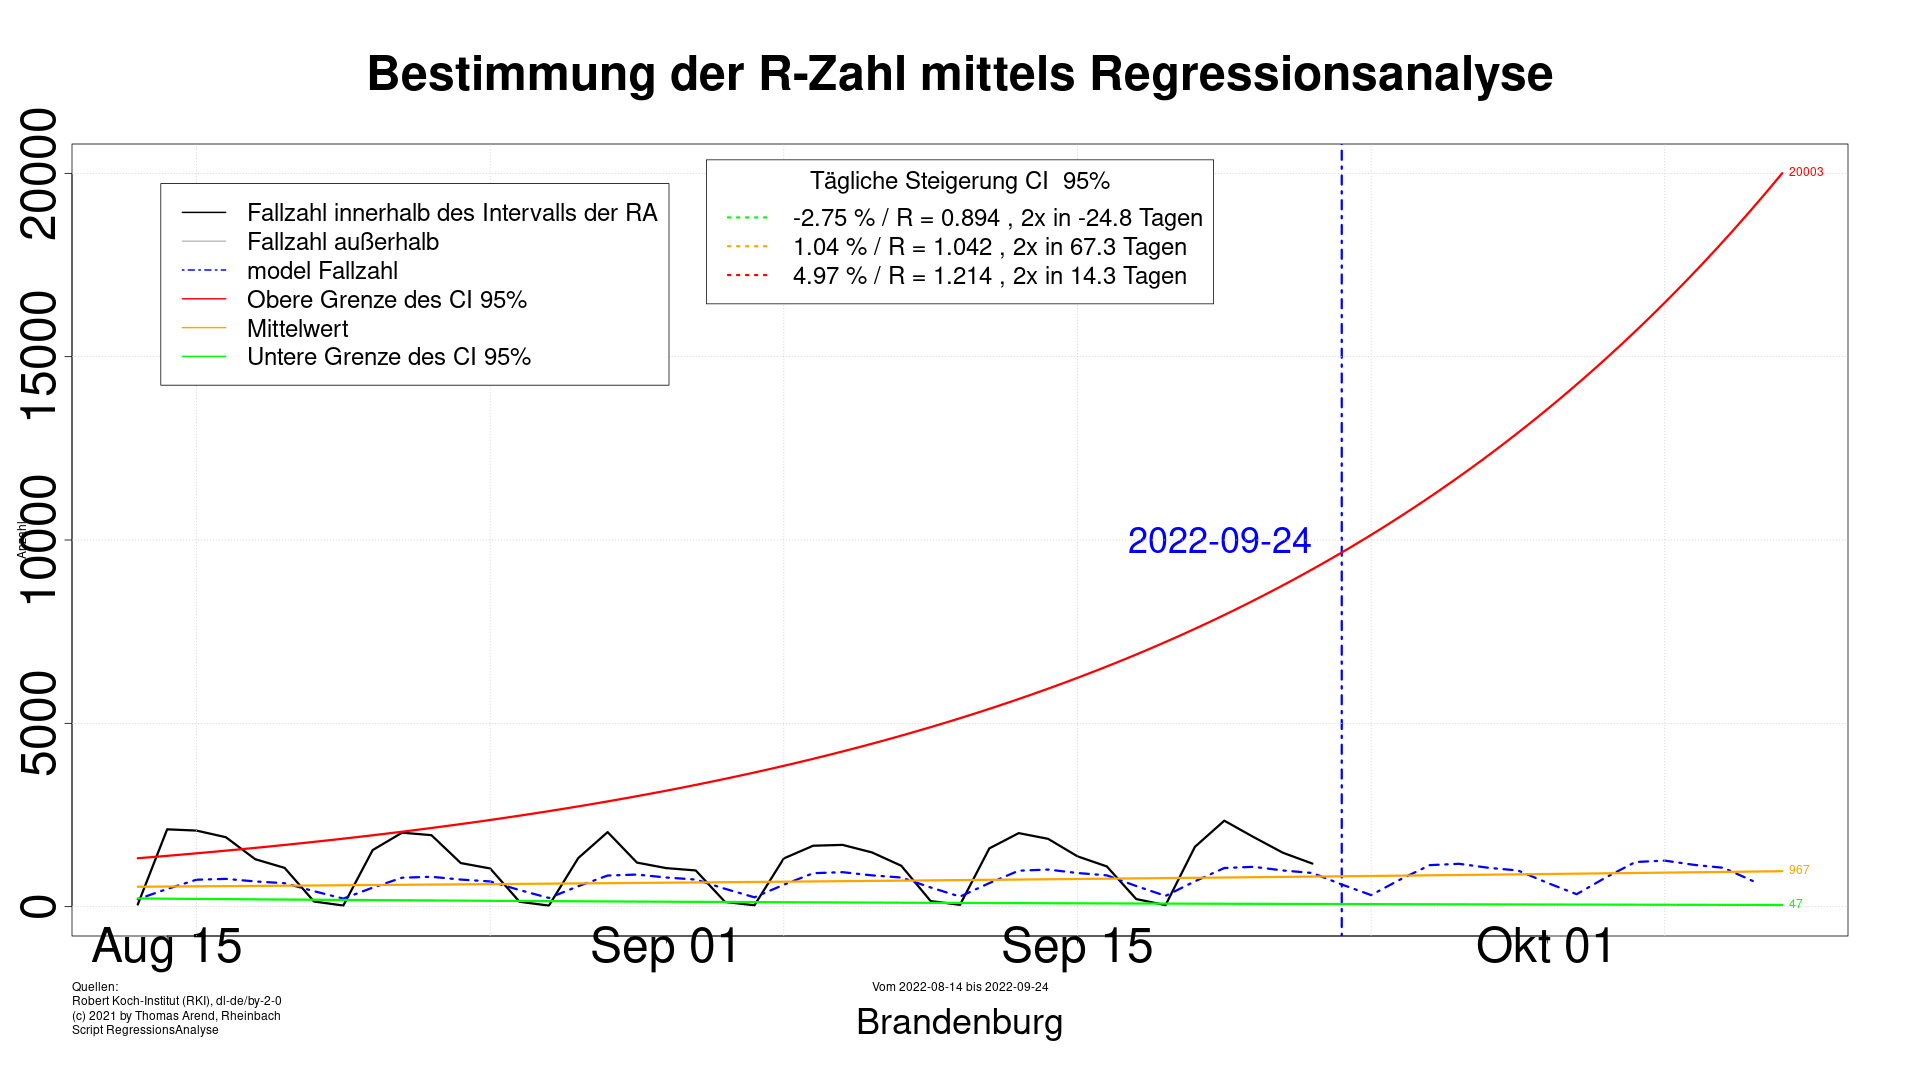 Bestimmung der R-Zahl mittels Regressionsanalyse
20000
15000
10000
5000
0
Anzahl
Fallzahl innerhalb des Intervalls der RA
Fallzahl außerhalb
model Fallzahl
Obere Grenze des CI 95%
Mittelwert
Untere Grenze des CI 95%
Tägliche Steigerung CI  95%
-2.75 % / R = 0.894 , 2x in -24.8 Tagen
1.04 % / R = 1.042 , 2x in 67.3 Tagen
4.97 % / R = 1.214 , 2x in 14.3 Tagen
20003
2022-09-24
967
47
Aug 15
Sep 01
Sep 15
Okt 01
Quellen:
Robert Koch-Institut (RKI), dl-de/by-2-0
(c) 2021 by Thomas Arend, Rheinbach
Script RegressionsAnalyse
Vom 2022-08-14 bis 2022-09-24
Brandenburg